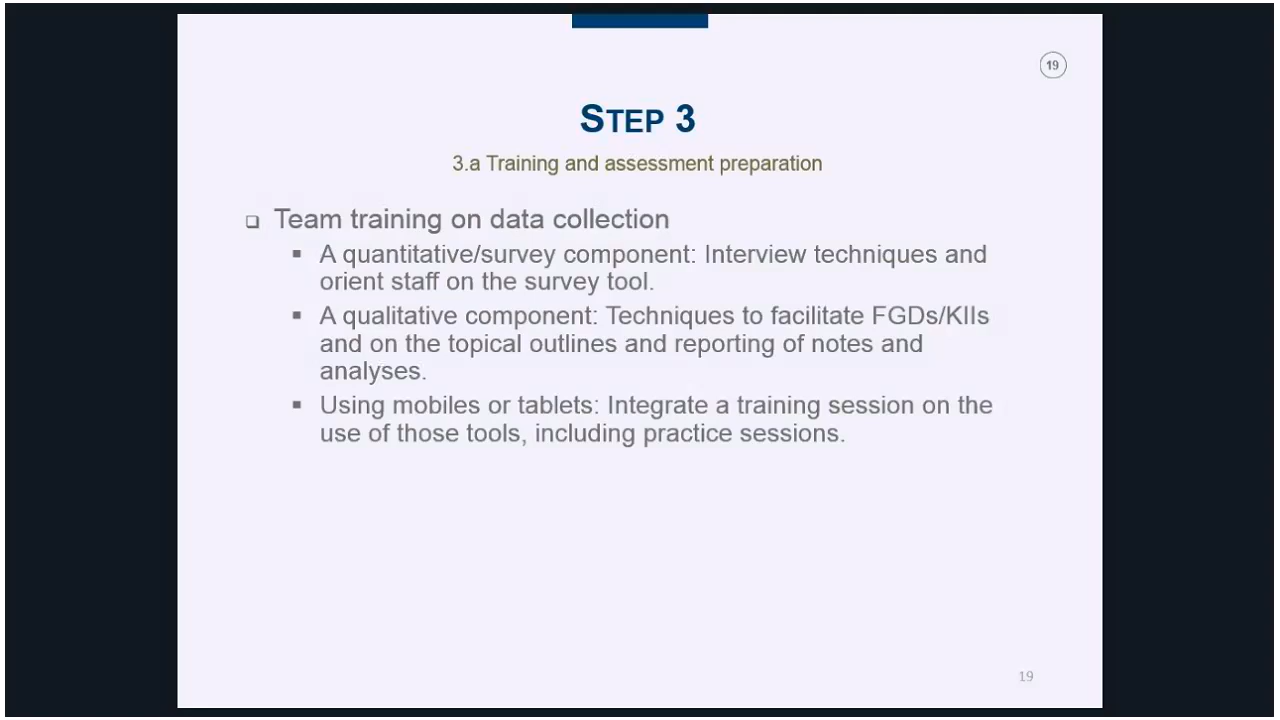 19
STEP 3
3.a Training and assessment preparation
Team training on data collection
A quantitative/survey component: Interview techniques and
orient staff on the survey tool.
A qualitative component: Techniques to facilitate FGDs/KIIs
and on the topical outlines and reporting of notes and
analyses.
Using mobiles or tablets: Integrate a training session on the
use of those tools, including practice sessions.
19